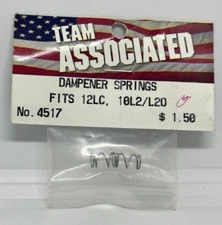 TEAM
ASSOCIATED
DAMPENER SPRINGS
FITS 12LC, 10L2/L20
No. 4517
$ 1.50